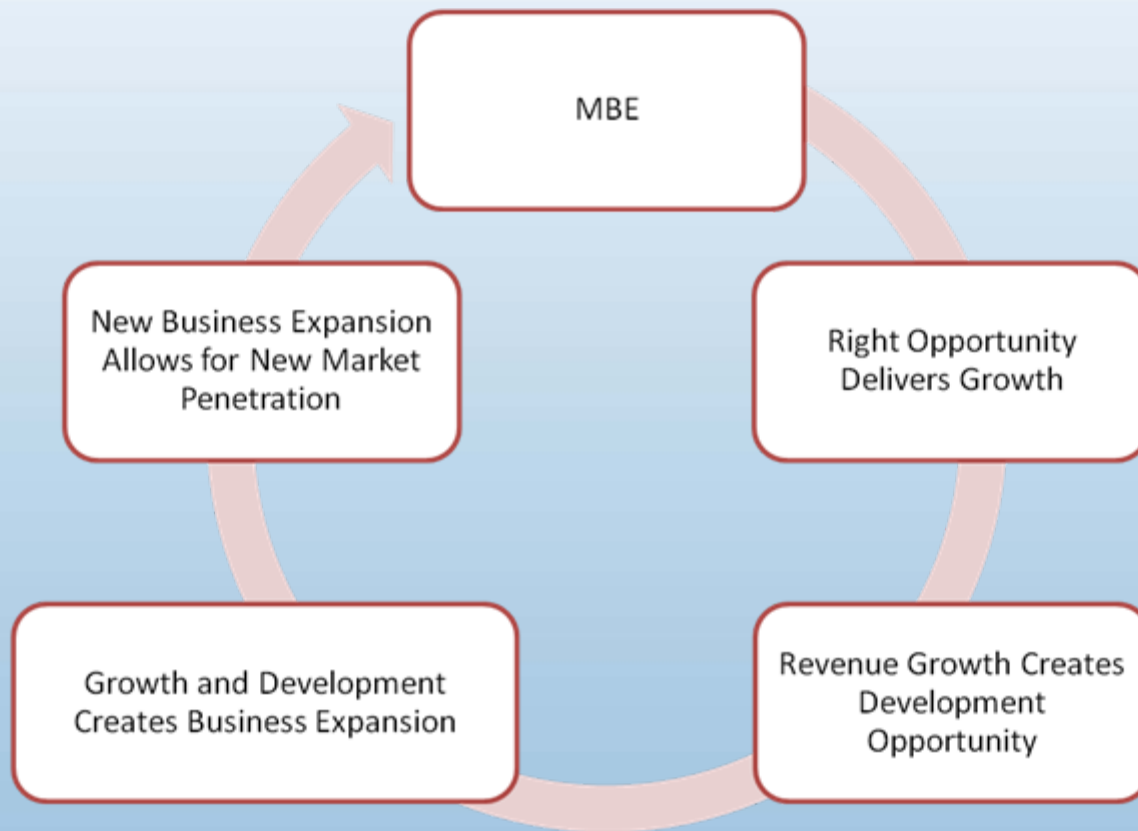 MBE
Right Opportunity
Delivers Growth
Revenue Growth Creates
Development
Opportunity
Growth and Development
Creates Business Expansion
New Business Expansion
Allows for New Market
Penetration